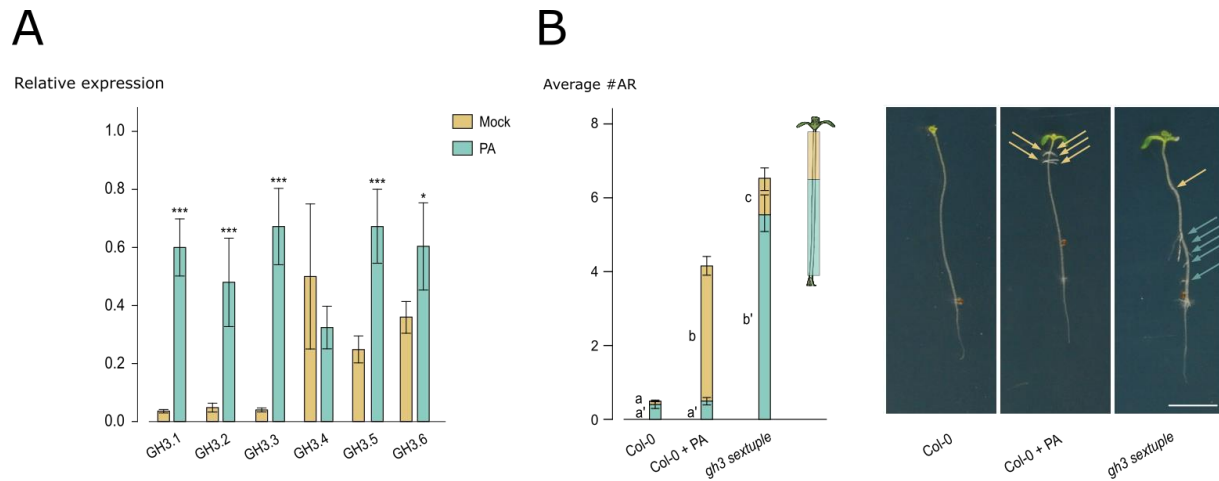 A
B
Relative expression
Average #AR
Mock
PA
1.0
0.8
0.6
0.4
0.2
0.0
***
***
***
***
*
GH3.1
GH3.2
GH3.3
GH3.4
GH3.5
GH3.6
8
6
4
2
0
a
a'
b
a'
c
b'
Col-0
Col-0 + PA
gh3 sextuple
Col-0
Col-0 + PA
gh3 sextuple